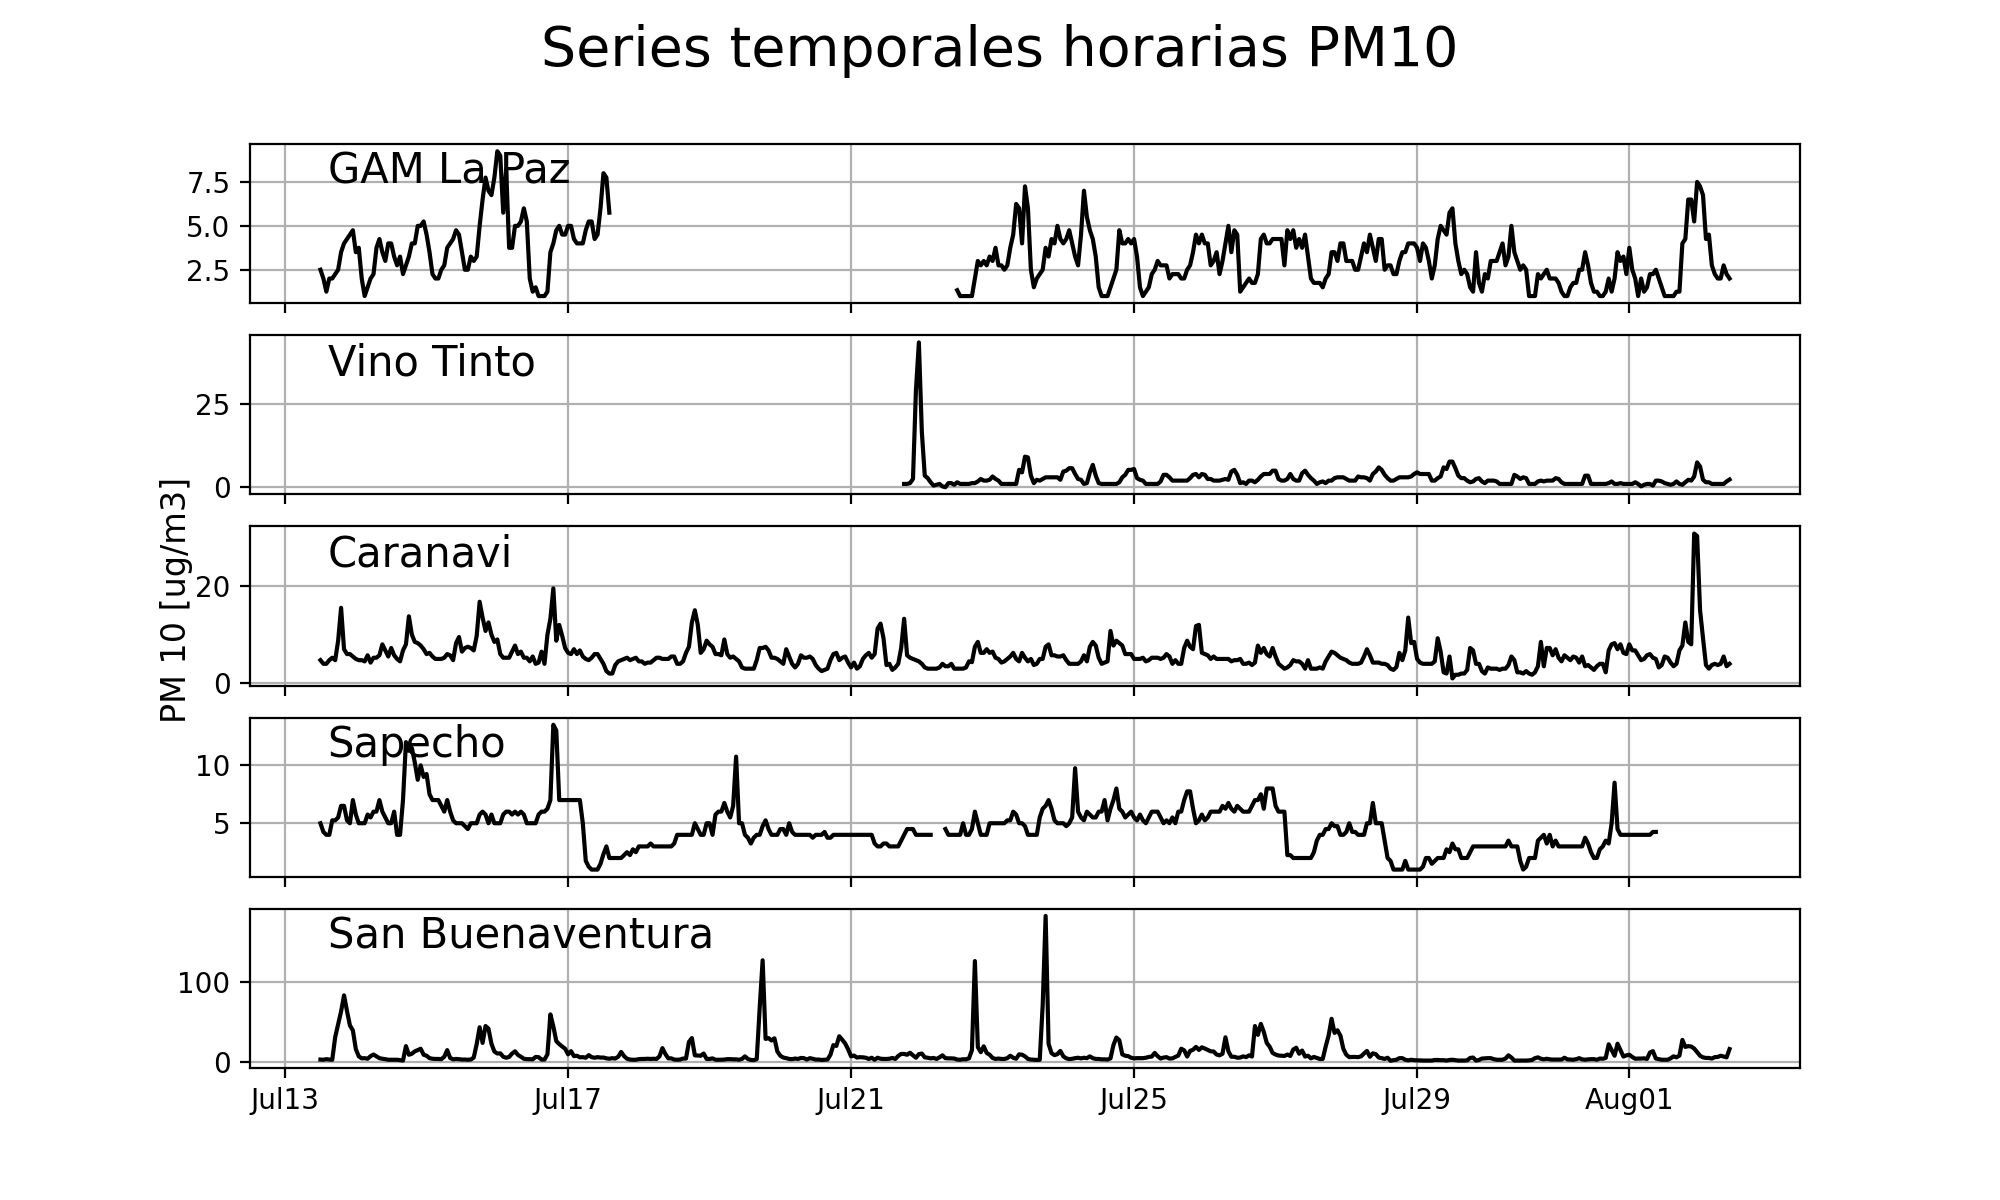 Series temporales horarias PM10
PM 10 [ug/m3]
GAM La Paz
7.5
5.0
2.5
Vino Tinto
25
0
Caranavi
20
0
Sapecho
10
5
San Buenaventura
100
0
Jul13 Jul17 Jul21 Jul25 Jul29 Aug01